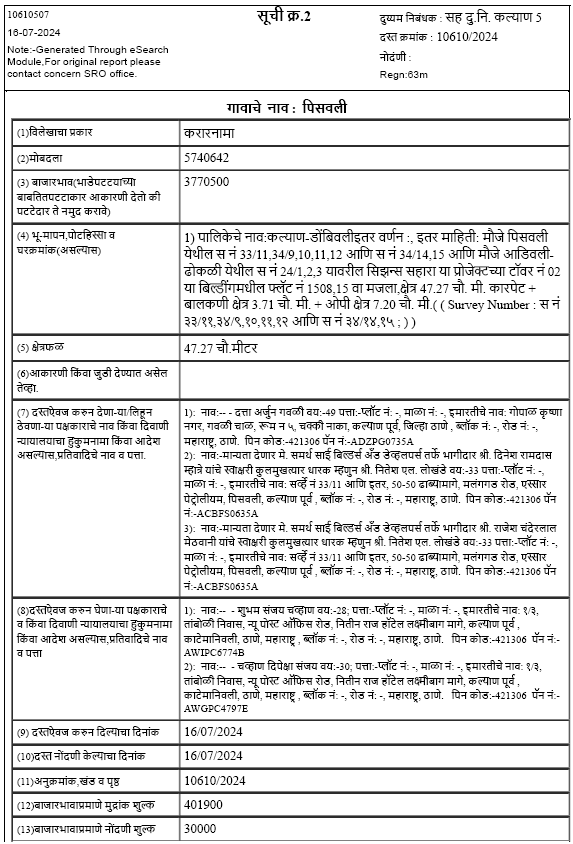 10610507
16-07-2024
Note:-Generated Through eSearch
Module,For original report please
contact concern SRO office.
सूची क्र.2
दुय्यम निबंधक : सह दु.नि. कल्याण 5
दस्त क्रमांक : 10610/2024
नोदंणी :
Regn:63m
गावाचे नाव : पिसवली
(1)विलेखाचा प्रकार
करारनामा
(2)मोबदला
5740642
(3) बाजारभाव(भाडेपटटयाच्या
बाबतितपटटाकार आकारणी देतो की
पटटेदार ते नमुद करावे)
3770500
(4) भू-मापन,पोटहिस्सा व
घरक्रमांक(असल्यास)
1) पालिकेचे नाव:कल्याण-डोंबिवलीइतर वर्णन :, इतर माहिती: मौजे पिसवली
येथील स नं 33/11,34/9,10,11,12 आणि स नं 34/14,15 आणि मौजे आडिवली-
ढोकळी येथील स नं 24/1,2,3 यावरील सिझन्स सहारा या प्रोजेक्टच्या टॉवर नं 02
या बिल्डींगमधील फ्लॅट नं 1508,15 वा मजला,क्षेत्र 47.27 चौ. मी. कारपेट +
बालकणी क्षेत्र 3.71 चौ. मी. + ओपी क्षेत्र 7.20 चौ. मी.( ( Survey Number : स नं
३३/११,३४/९,१०,११,१२ आणि स नं ३४/१४,१५ ; ) )
(5) क्षेत्रफळ
47.27 चौ.मीटर
(6)आकारणी किंवा जुडी देण्यात असेल
तेव्हा.
(7) दस्तऐवज करुन देणा-या/लिहून
ठेवणा-या पक्षकाराचे नाव किंवा दिवाणी
न्यायालयाचा हुकुमनामा किंवा आदेश
असल्यास,प्रतिवादिचे नाव व पत्ता.
1): नाव:-- - दत्ता अर्जुन गवळी वय:-49 पत्ता:-प्लॉट नं: -, माळा नं: -, इमारतीचे नाव: गोपाळ कृष्णा
नगर, गवळी चाळ, रूम न ५, चक्की नाका, कल्याण पूर्व, जिल्हा ठाणे , ब्लॉक नं: -, रोड नं: -,
महाराष्ट्र, ठाणे. पिन कोड:-421306 पॅन नं:-ADZPG0735A
2): नाव:-मान्यता देणार मे. समर्थ साई बिल्डर्स अँड डेव्हलपर्स तर्फे भागीदार श्री. दिनेश रामदास
म्हात्रे यांचे स्वाक्षरी कुलमुखत्यार धारक म्हणुन श्री. नितेश एल. लोखंडे वय:-33 पत्ता:-प्लॉट नं: -,
माळा नं: -, इमारतीचे नाव: सर्व्हे नं 33/11 आणि इतर, 50-50 ढाब्यामागे, मलंगगड रोड, एस्सार
पेट्रोलीयम, पिसवली, कल्याण पूर्व , ब्लॉक नं: -, रोड नं: -, महाराष्ट्र, ठाणे. पिन कोड:-421306 पॅन
नं:-ACBFS0635A
3): नाव:-मान्यता देणार मे. समर्थ साई बिल्डर्स अँड डेव्हलपर्स तर्फे भागीदार श्री. राजेश चंदेरलाल
मेठवानी यांचे स्वाक्षरी कुलमुखत्यार धारक म्हणुन श्री. नितेश एल. लोखंडे वय:-33 पत्ता:-प्लॉट नं: -,
माळा नं: -, इमारतीचे नाव: सर्व्हे नं 33/11 आणि इतर, 50-50 ढाब्यामागे, मलंगगड रोड, एस्सार
पेट्रोलीयम, पिसवली, कल्याण पूर्व , ब्लॉक नं: -, रोड नं: -, महाराष्ट्र, ठाणे. पिन कोड:-421306 पॅन
नं:-ACBFS0635A
(8)दस्तऐवज करुन घेणा-या पक्षकाराचे
व किंवा दिवाणी न्यायालयाचा हुकुमनामा
किंवा आदेश असल्यास,प्रतिवादिचे नाव
व पत्ता
1): नाव:-- - शुभम संजय चव्हाण वय:-28; पत्ता:-प्लॉट नं: -, माळा नं: -, इमारतीचे नाव: १/३,
तांबोळी निवास, न्यू पोस्ट ऑफिस रोड, नितीन राज हॉटेल लक्ष्मीबाग मागे, कल्याण पूर्व ,
काटेमानिवली, ठाणे, महाराष्ट्र , ब्लॉक नं: -, रोड नं: -, महाराष्ट्र, ठाणे. पिन कोड:-421306 पॅन नं:-
AWIPC6774B
2): नाव:-- - चव्हाण दिपेक्षा संजय वय:-30; पत्ता:-प्लॉट नं: -, माळा नं: -, इमारतीचे नाव: १/३,
तांबोळी निवास, न्यू पोस्ट ऑफिस रोड, नितीन राज हॉटेल लक्ष्मीबाग मागे, कल्याण पूर्व ,
काटेमानिवली, ठाणे, महाराष्ट्र , ब्लॉक नं: -, रोड नं: -, महाराष्ट्र, ठाणे. पिन कोड:-421306 पॅन नं:-
AWGPC4797E
(9) दस्तऐवज करुन दिल्याचा दिनांक
16/07/2024
(10)दस्त नोंदणी केल्याचा दिनांक
16/07/2024
(11)अनुक्रमांक,खंड व पृष्ठ
10610/2024
(12)बाजारभावाप्रमाणे मुद्रांक शुल्क
401900
(13)बाजारभावाप्रमाणे नोंदणी शुल्क
30000